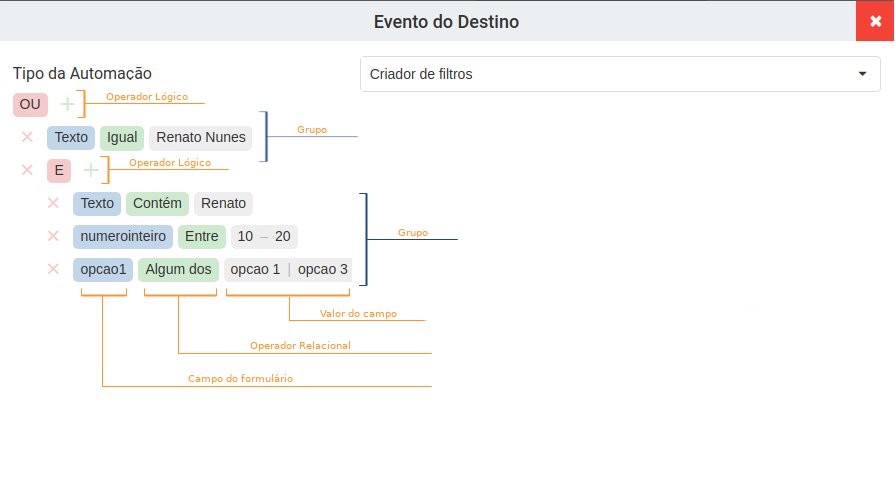 Evento do Destino
Tipo da Automação
Criador de filtros
OU
Operador Lógico
Texto Igual Renato Nunes
Grupo
E
Operador Lógico
Texto Contém Renato
numerointeiro Entre 10 – 20
Grupo
opcao1 Algum dos opcao 1 | opcao 3
Valor do campo
Operador Relacional
Campo do formulário